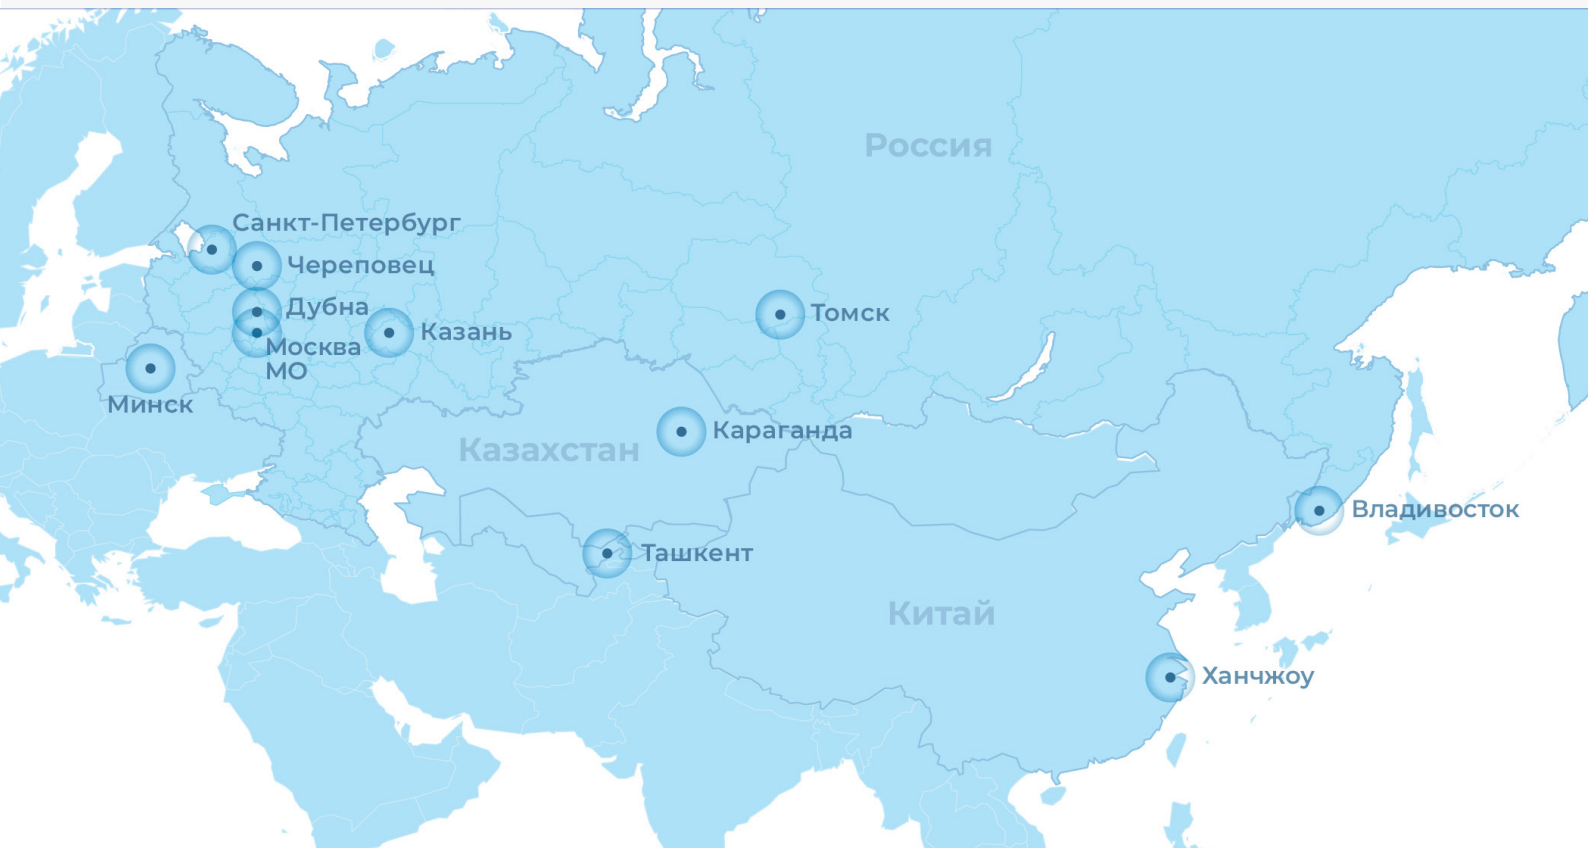 Россия
Санкт-Петербург
Череповец
Дубна
Томск
Казань
Москва
МО
Минск
Караганда
Казахстан
Владивосток
Ташкент
Китай
Ханчжоу